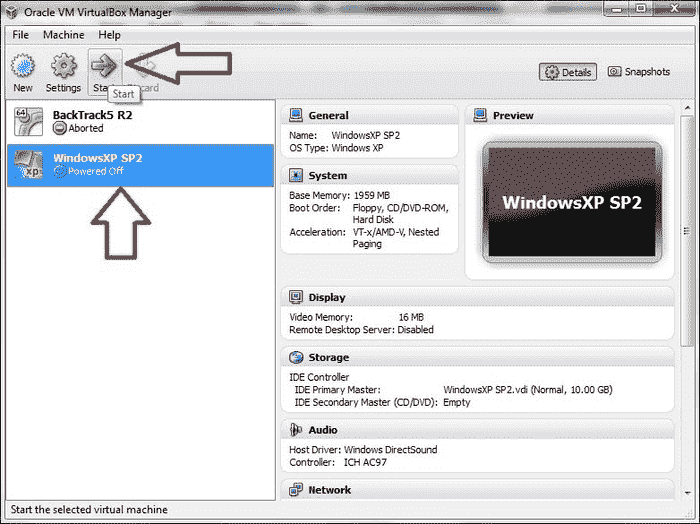 Oracle VM VirtualBox Manager
File Machine Help
New Settings Start Discard
Start
Details Snapshots
64
BackTrack5 R2
Aborted
xp
WindowsXP SP2
Powered Off
General
Name: WindowsXP SP2
OS Type: Windows XP
System
Base Memory: 1959 MB
Boot Order: Floppy, CD/DVD-ROM,
Hard Disk
Acceleration: VT-x/AMD-V, Nested
Paging
Preview
WindowsXP SP2
Display
Video Memory: 16 MB
Remote Desktop Server: Disabled
Storage
IDE Controller
IDE Primary Master: WindowsXP SP2.vdi (Normal, 10.00 GB)
IDE Secondary Master (CD/DVD): Empty
Audio
Host Driver: Windows DirectSound
Controller: ICH AC97
Network
Start the selected virtual machine